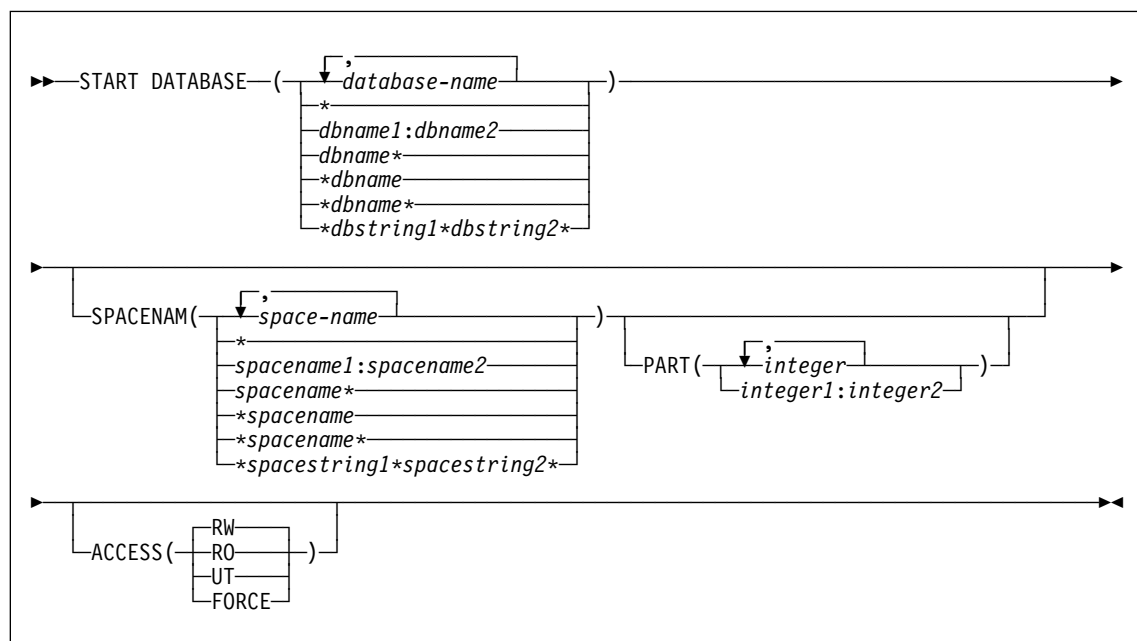 ,
START DATABASE ( database-name )
*
dbname1:dbname2
dbname*
*dbname
*dbname*
*dbstring1*dbstring2*
,
SPACENAM( space-name )
*
spacename1:spacename2
spacename*
*spacename
*spacename*
*spacestring1*spacestring2*
,
PART( integer )
integer1:integer2
RW
ACCESS( RO )
UT
FORCE